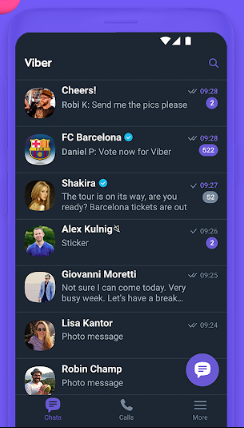 Viber
Cheers!
09:28
Robi K: Send me the pics please
2
FC Barcelona
09:28
Daniel P: Vote now for Viber
522
Shakira
09:27
The tour is on its way, are you
52
ready? Barcelona tickets are out
Alex Kulnig
09:26
Sticker
2
Giovanni Moretti
09:25
Not sure I can come today. Very
busy week. Let's have a break...
Lisa Kantor
09:24
Photo message
Robin Champ
Photo message
Chats
Calls
More